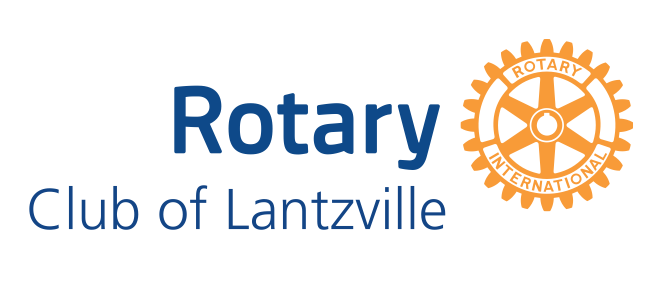 Rotary
Club of Lantzville
ROTARY
INTERNATIONAL